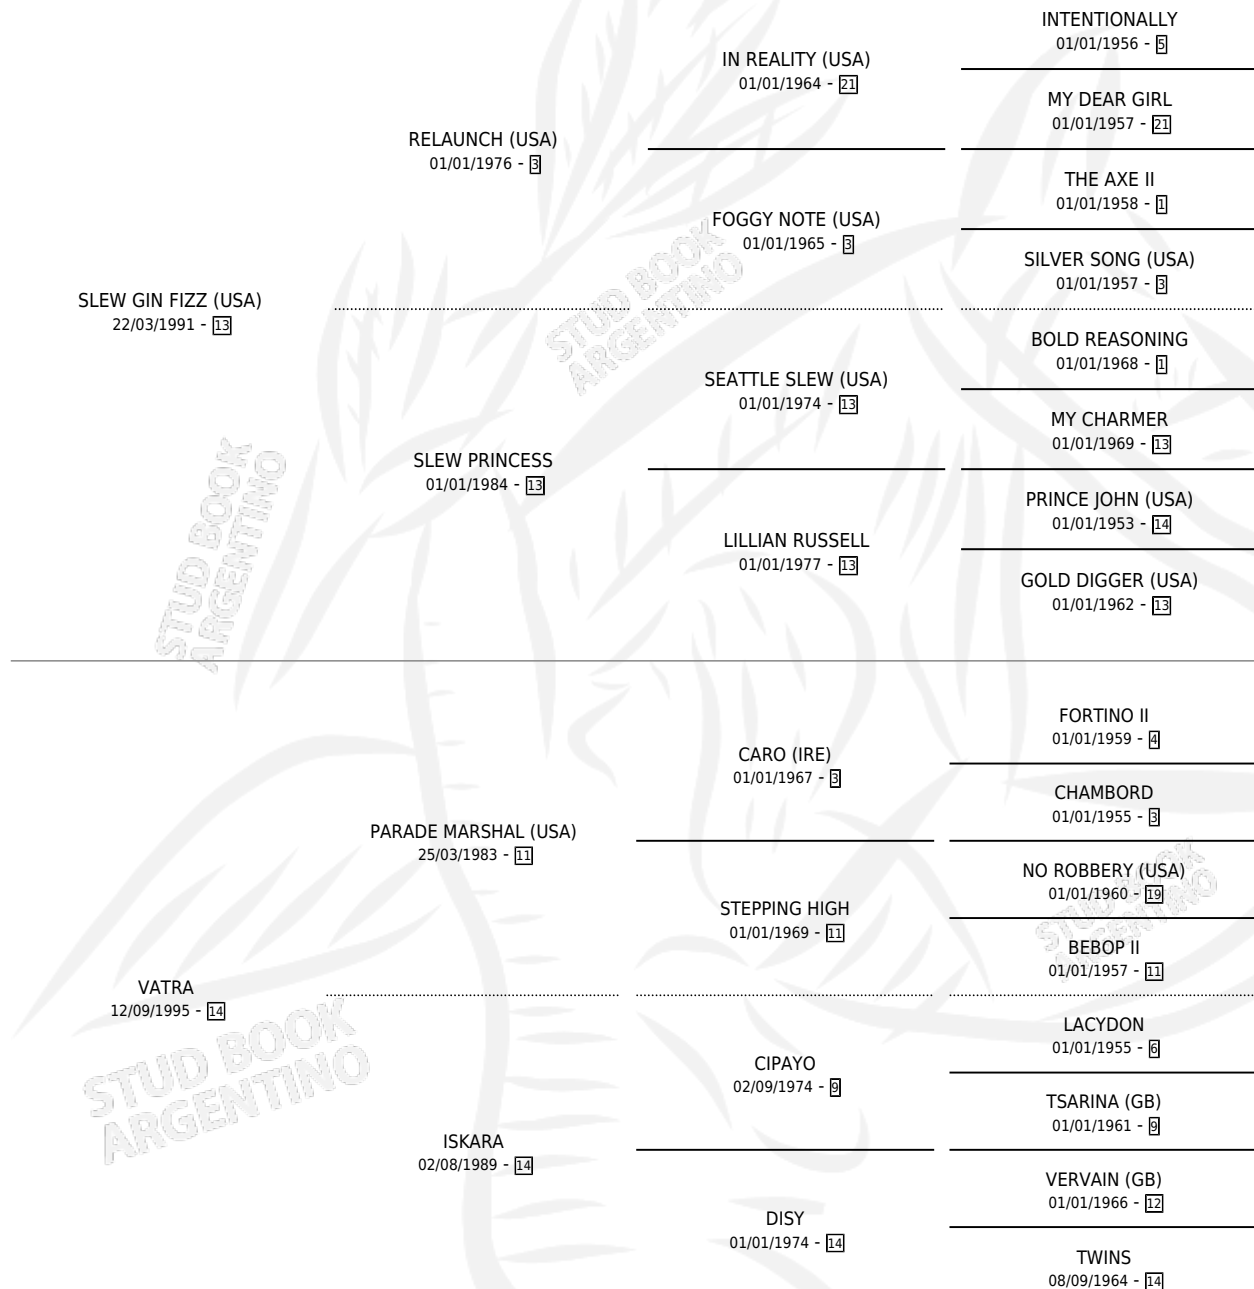 INTENTIONALLY
01/01/1956 - 5
IN REALITY (USA)
01/01/1964 - 21
MY DEAR GIRL
01/01/1957 - 21
RELAUNCH (USA)
01/01/1976 - 3
THE AXE II
01/01/1958 - 1
FOGGY NOTE (USA)
01/01/1965 - 3
SILVER SONG (USA)
01/01/1957 - 3
SLEW GIN FIZZ (USA)
22/03/1991 - 13
BOLD REASONING
01/01/1968 - 1
SEATTLE SLEW (USA)
01/01/1974 - 13
MY CHARMER
01/01/1969 - 13
SLEW PRINCESS
01/01/1984 - 13
PRINCE JOHN (USA)
01/01/1953 - 14
LILLIAN RUSSELL
01/01/1977 - 13
GOLD DIGGER (USA)
01/01/1962 - 13
FORTINO II
01/01/1959 - 4
CARO (IRE)
01/01/1967 - 3
CHAMBORD
01/01/1955 - 3
PARADE MARSHAL (USA)
25/03/1983 - 11
NO ROBBERY (USA)
01/01/1960 - 19
STEPPING HIGH
01/01/1969 - 11
BEBOP II
01/01/1957 - 11
VATRA
12/09/1995 - 14
LACYDON
01/01/1955 - 6
CIPAYO
02/09/1974 - 9
TSARINA (GB)
01/01/1961 - 9
ISKARA
02/08/1989 - 14
VERVAIN (GB)
01/01/1966 - 12
DISY
01/01/1974 - 14
TWINS
08/09/1964 - 14
STUD BOOK
ARGENTINO
STUD BOOK
ARGENTINO
STUD BOOK
ARGENTINO
STUD BOOK
ARGENTINO